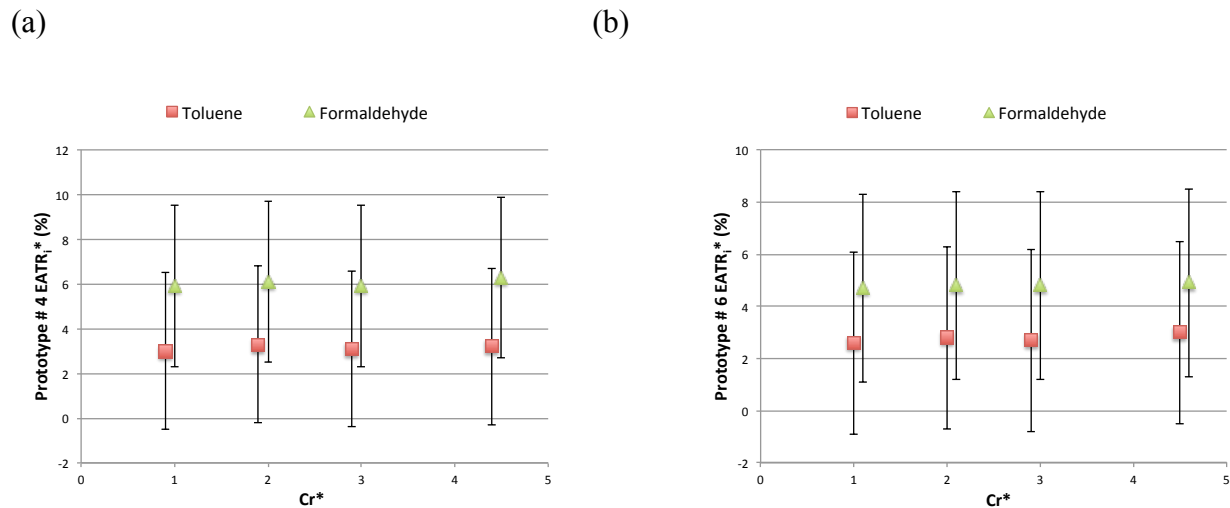 (a)
Toluene Formaldehyde
12
10
8
6
4
2
0
-2
0 1 2 3 4 5
Prototype # 4 EATRi* (%)
Cr*
(b)
Toluene Formaldehyde
10
8
6
4
2
0
-2
0 1 2 3 4 5
Prototype # 6 EATRi* (%)
Cr*